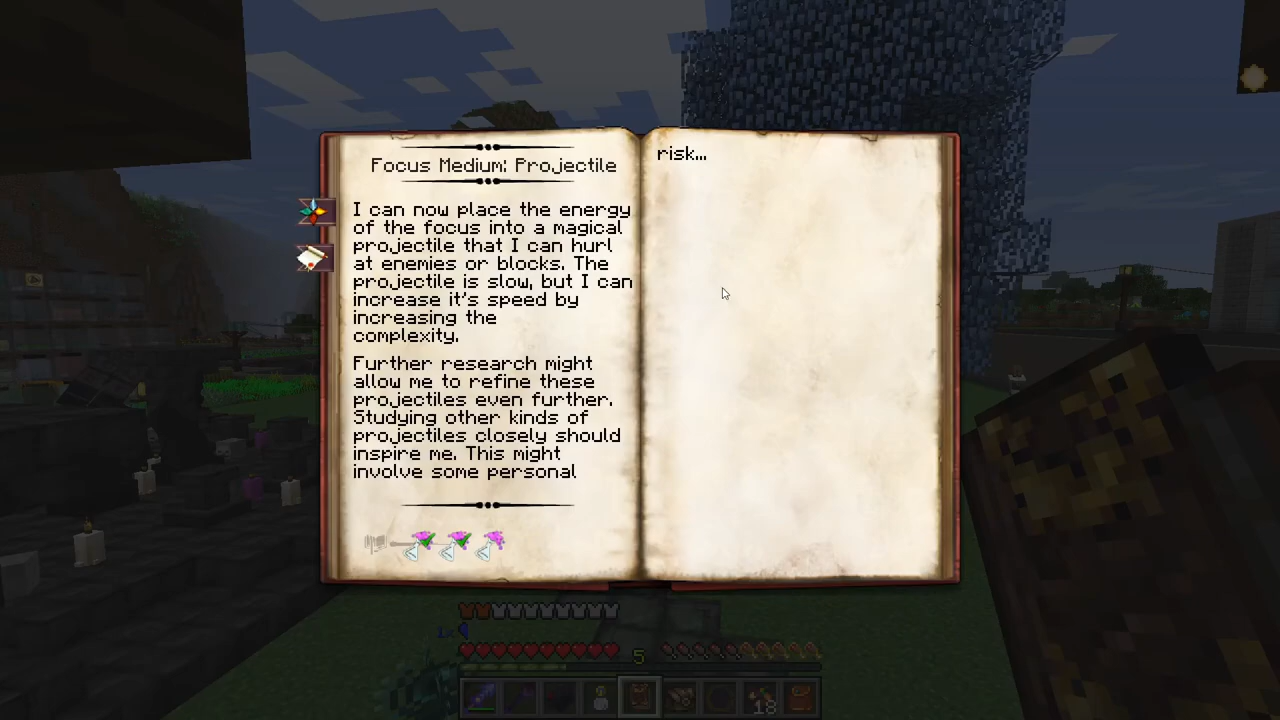 Focus Medium: Projectile
I can now place the energy
of the focus into a magical
projectile that I can hurl
at enemies or blocks. The
projectile is slow, but I can
increase it's speed by
increasing the
complexity.
Further research might
allow me to refine these
projectiles even further.
Studying other kinds of
projectiles closely should
inspire me. This might
involve some personal
risk...
1x
5
18